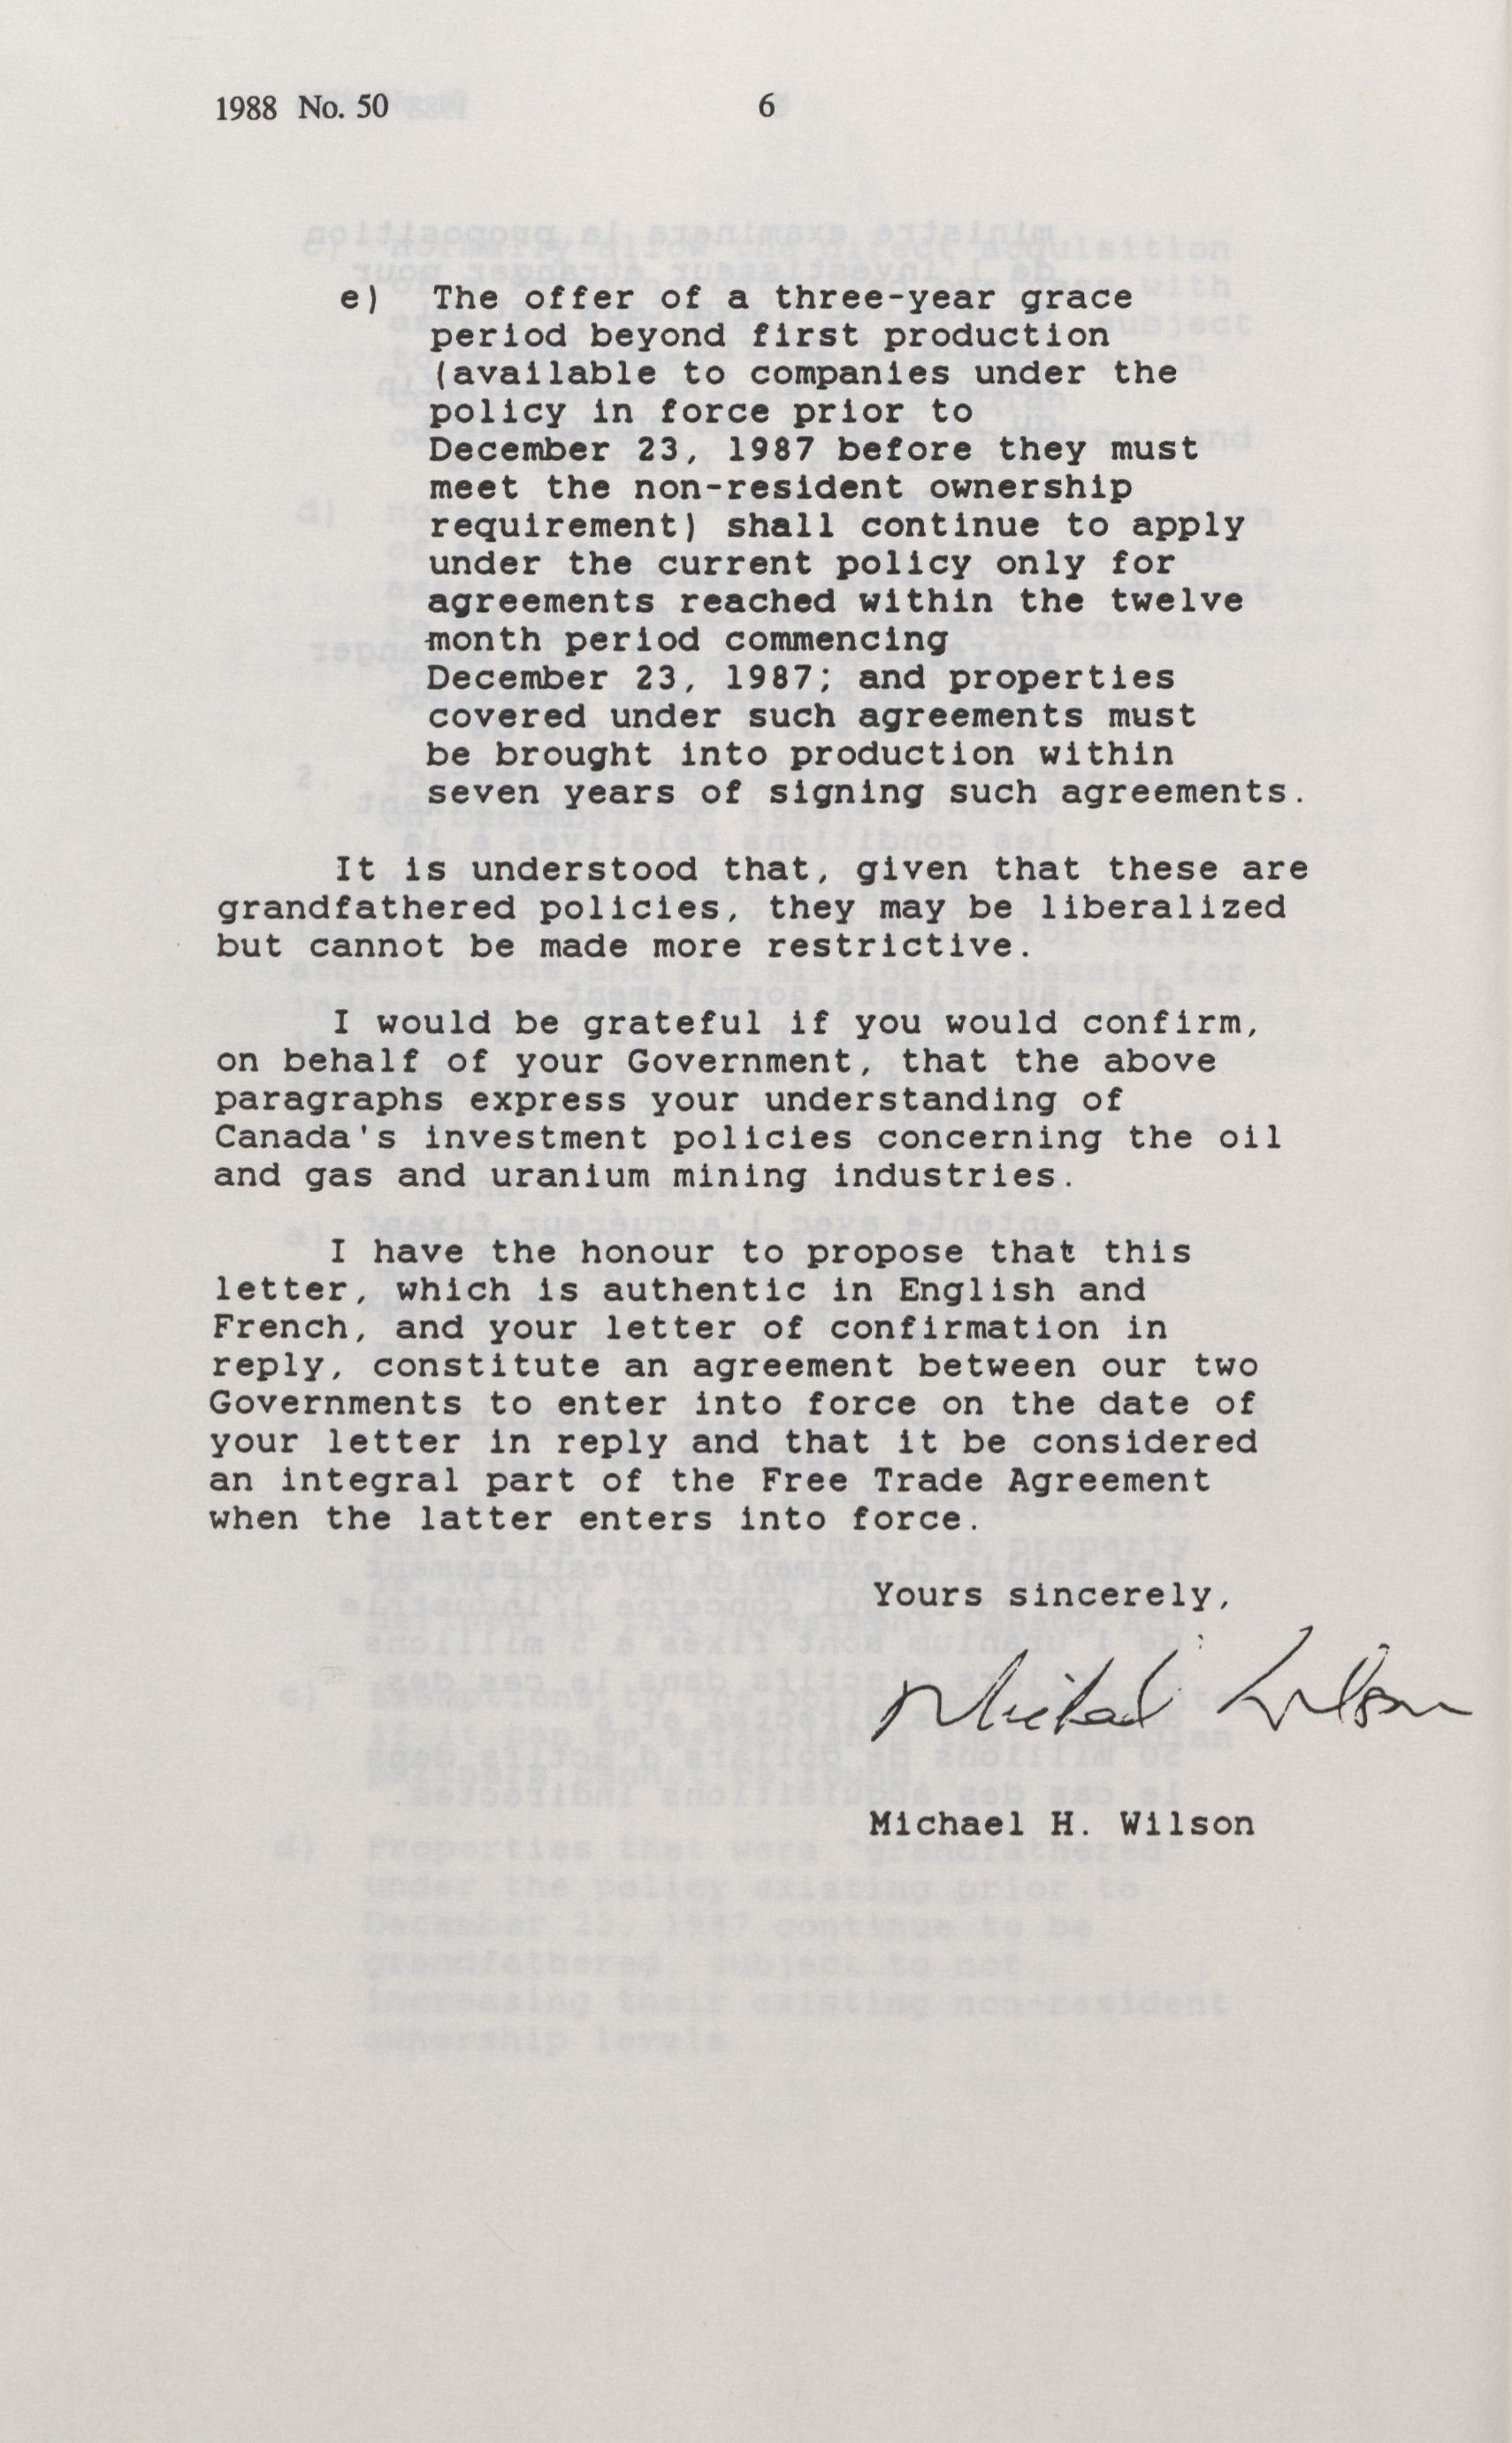 1988 No. 50
6
e) The offer of a three-year grace
period beyond first production
(available to companies under the
policy in force prior to
December 23, 1987 before they must
meet the non-resident ownership
requirement) shall continue to apply
under the current policy only for
agreements reached within the twelve
month period commencing
December 23, 1987; and properties
covered under such agreements must
be brought into production within
seven years of signing such agreements.
It is understood that, given that these are
grandfathered policies, they may be liberalized
but cannot be made more restrictive.
I would be grateful if you would confirm,
on behalf of your Government, that the above
paragraphs express your understanding of
Canada's investment policies concerning the oil
and gas and uranium mining industries.
I have the honour to propose that this
letter, which is authentic in English and
French, and your letter of confirmation in
reply, constitute an agreement between our two
Governments to enter into force on the date of
your letter in reply and that it be considered
an integral part of the Free Trade Agreement
when the latter enters into force.
Yours sincerely,
Michael Wilson
Michael H. Wilson